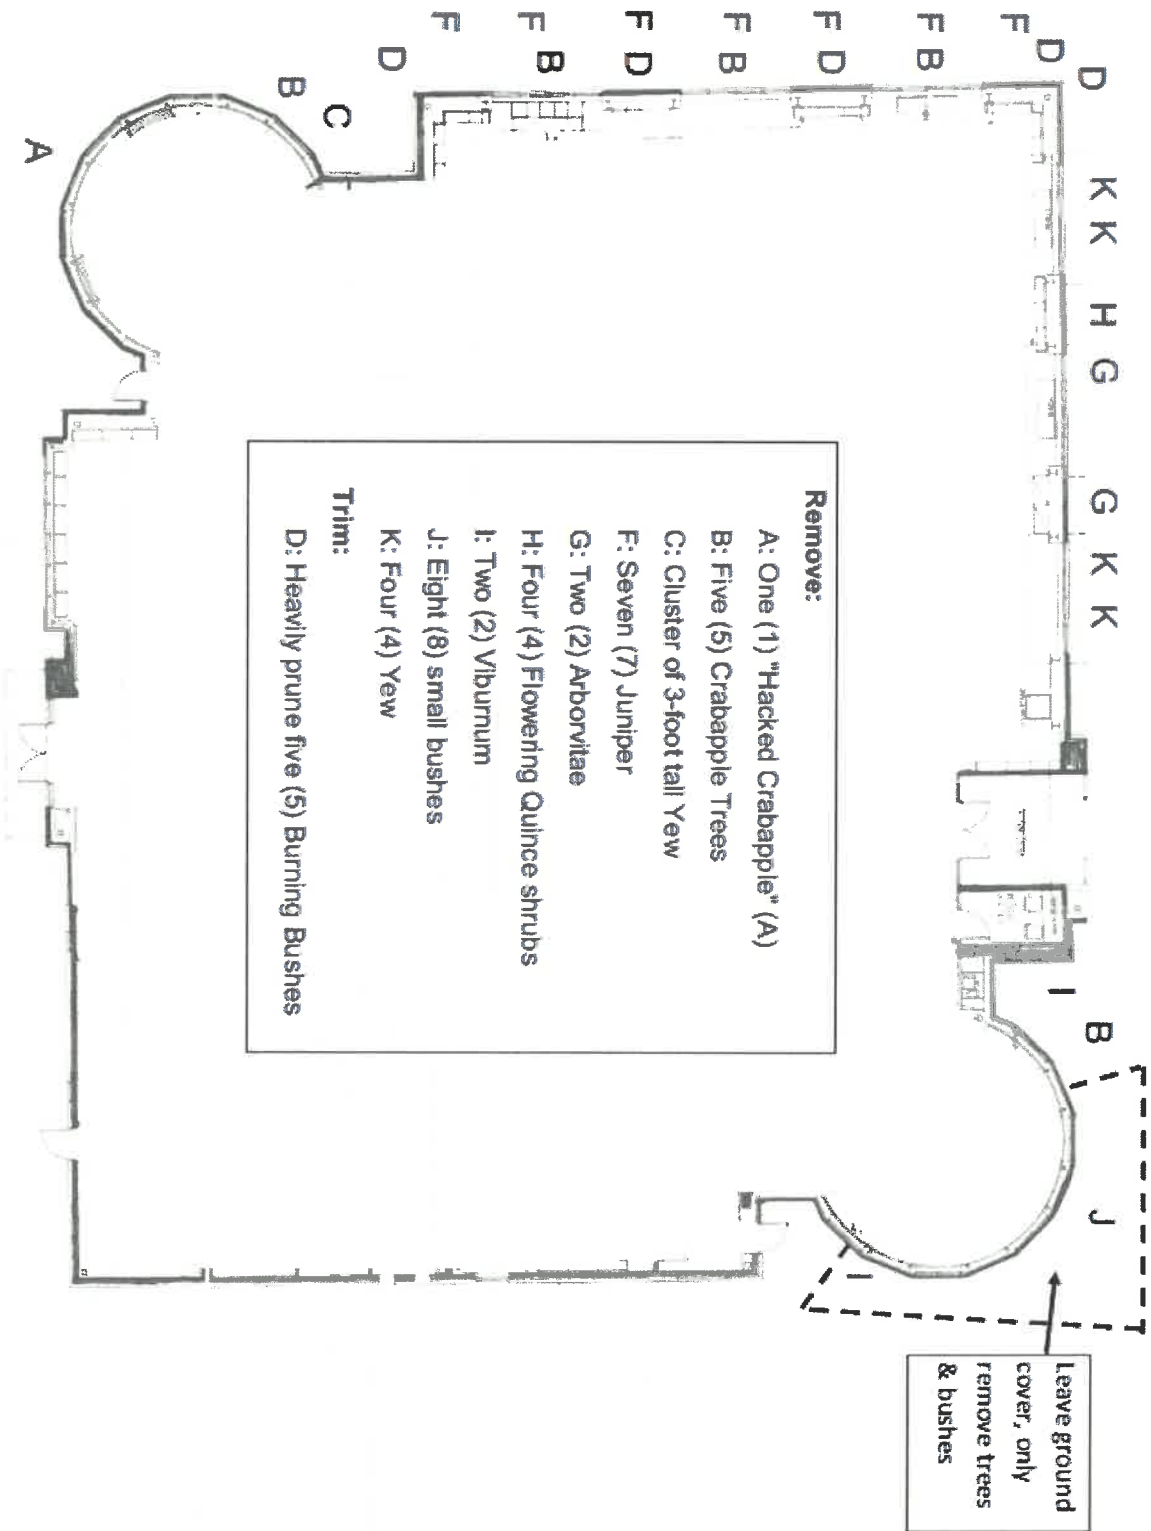 D K K H G G K K B J
I
D
F
Leave ground
cover, only
remove trees
& bushes
F B
F D
I
Remove:
A: One (1) "Hacked Crabapple" (A)
B: Five (5) Crabapple Trees
C: Cluster of 3-foot tall Yew
F: Seven (7) Juniper
G: Two (2) Arborvitae
H: Four (4) Flowering Quince shrubs
I: Two (2) Viburnum
J: Eight (8) small bushes
K: Four (4) Yew
Trim:
D: Heavily prune five (5) Burning Bushes
F B
F D
F B
F
D
C
B
A